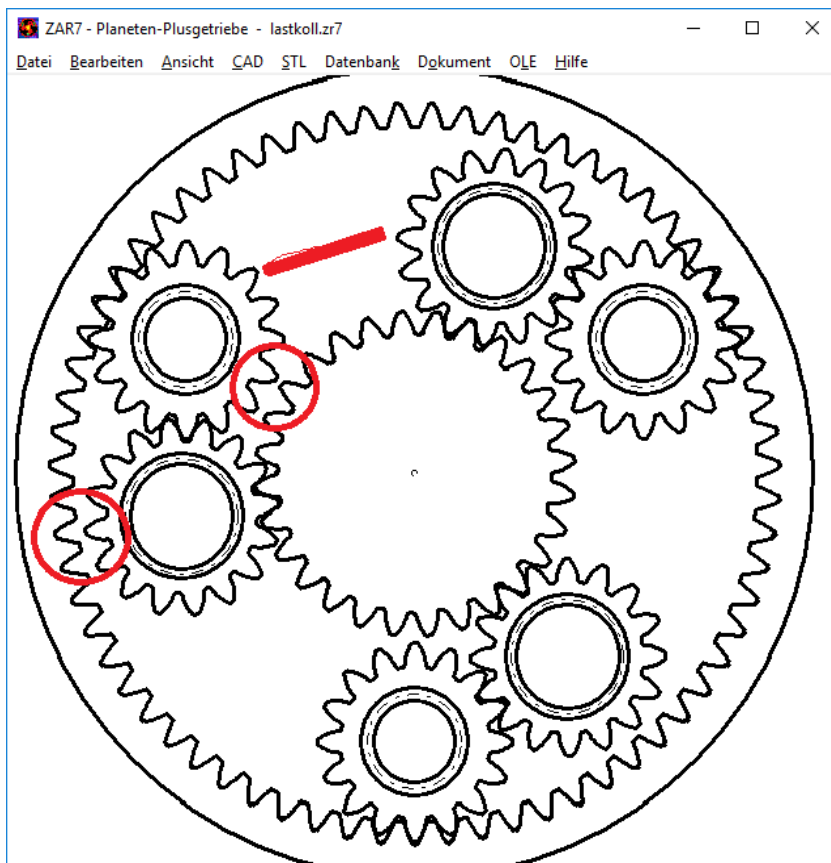 ZAR7 - Planeten-Plusgetriebe - lastkoll.zr7
Datei Bearbeiten Ansicht CAD STL Datenbank Dokument OLE Hilfe